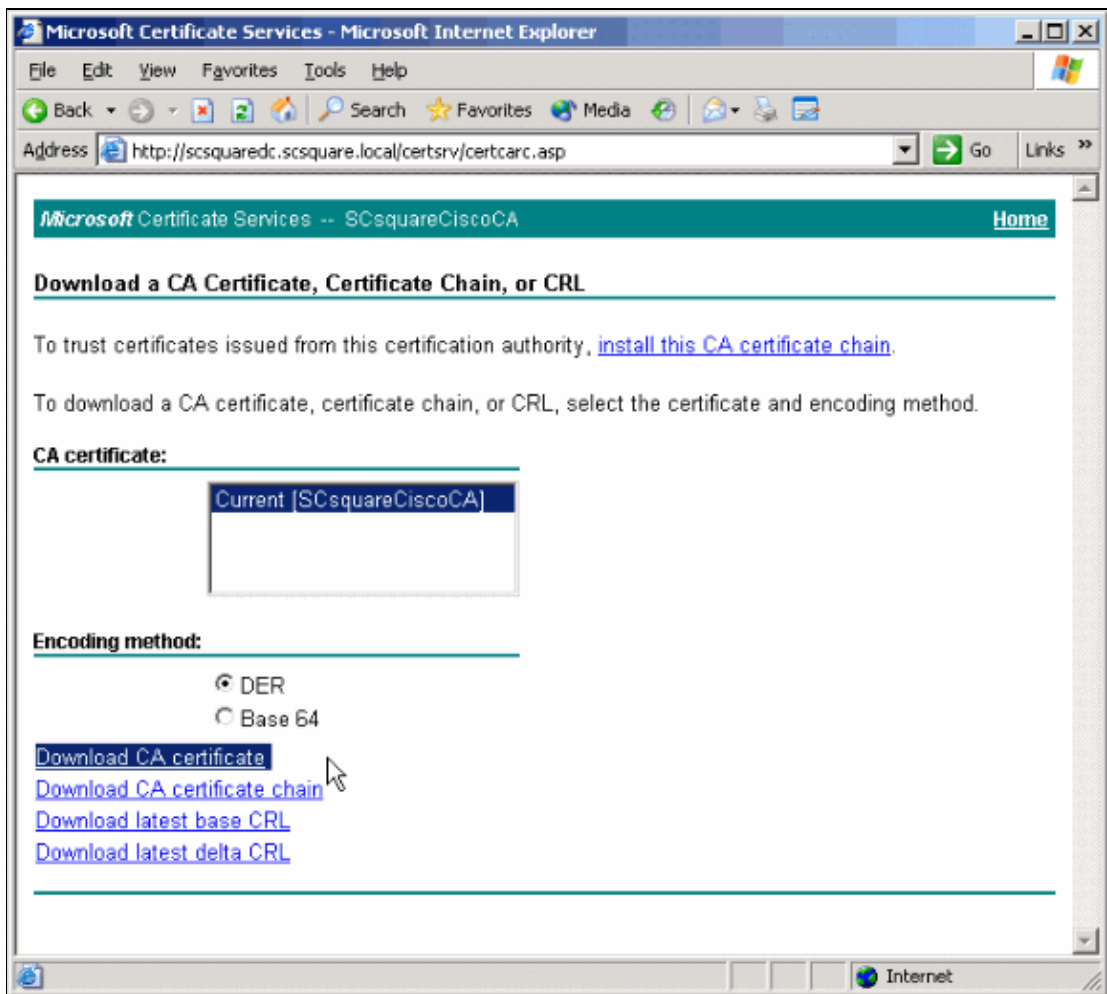 Microsoft Certificate Services - Microsoft Internet Explorer
File Edit View Favorites Tools Help
Back Search Favorites Media
Address http://scsquaredc.scsquare.local/certsrv/certcarc.asp Go Links »
Microsoft Certificate Services -- SCsquareCiscoCA Home
Download a CA Certificate, Certificate Chain, or CRL
To trust certificates issued from this certification authority, install this CA certificate chain.
To download a CA certificate, certificate chain, or CRL, select the certificate and encoding method.
CA certificate:
Current [SCsquareCiscoCA]
Encoding method:
DER
Base 64
Download CA certificate
Download CA certificate chain
Download latest base CRL
Download latest delta CRL
Internet